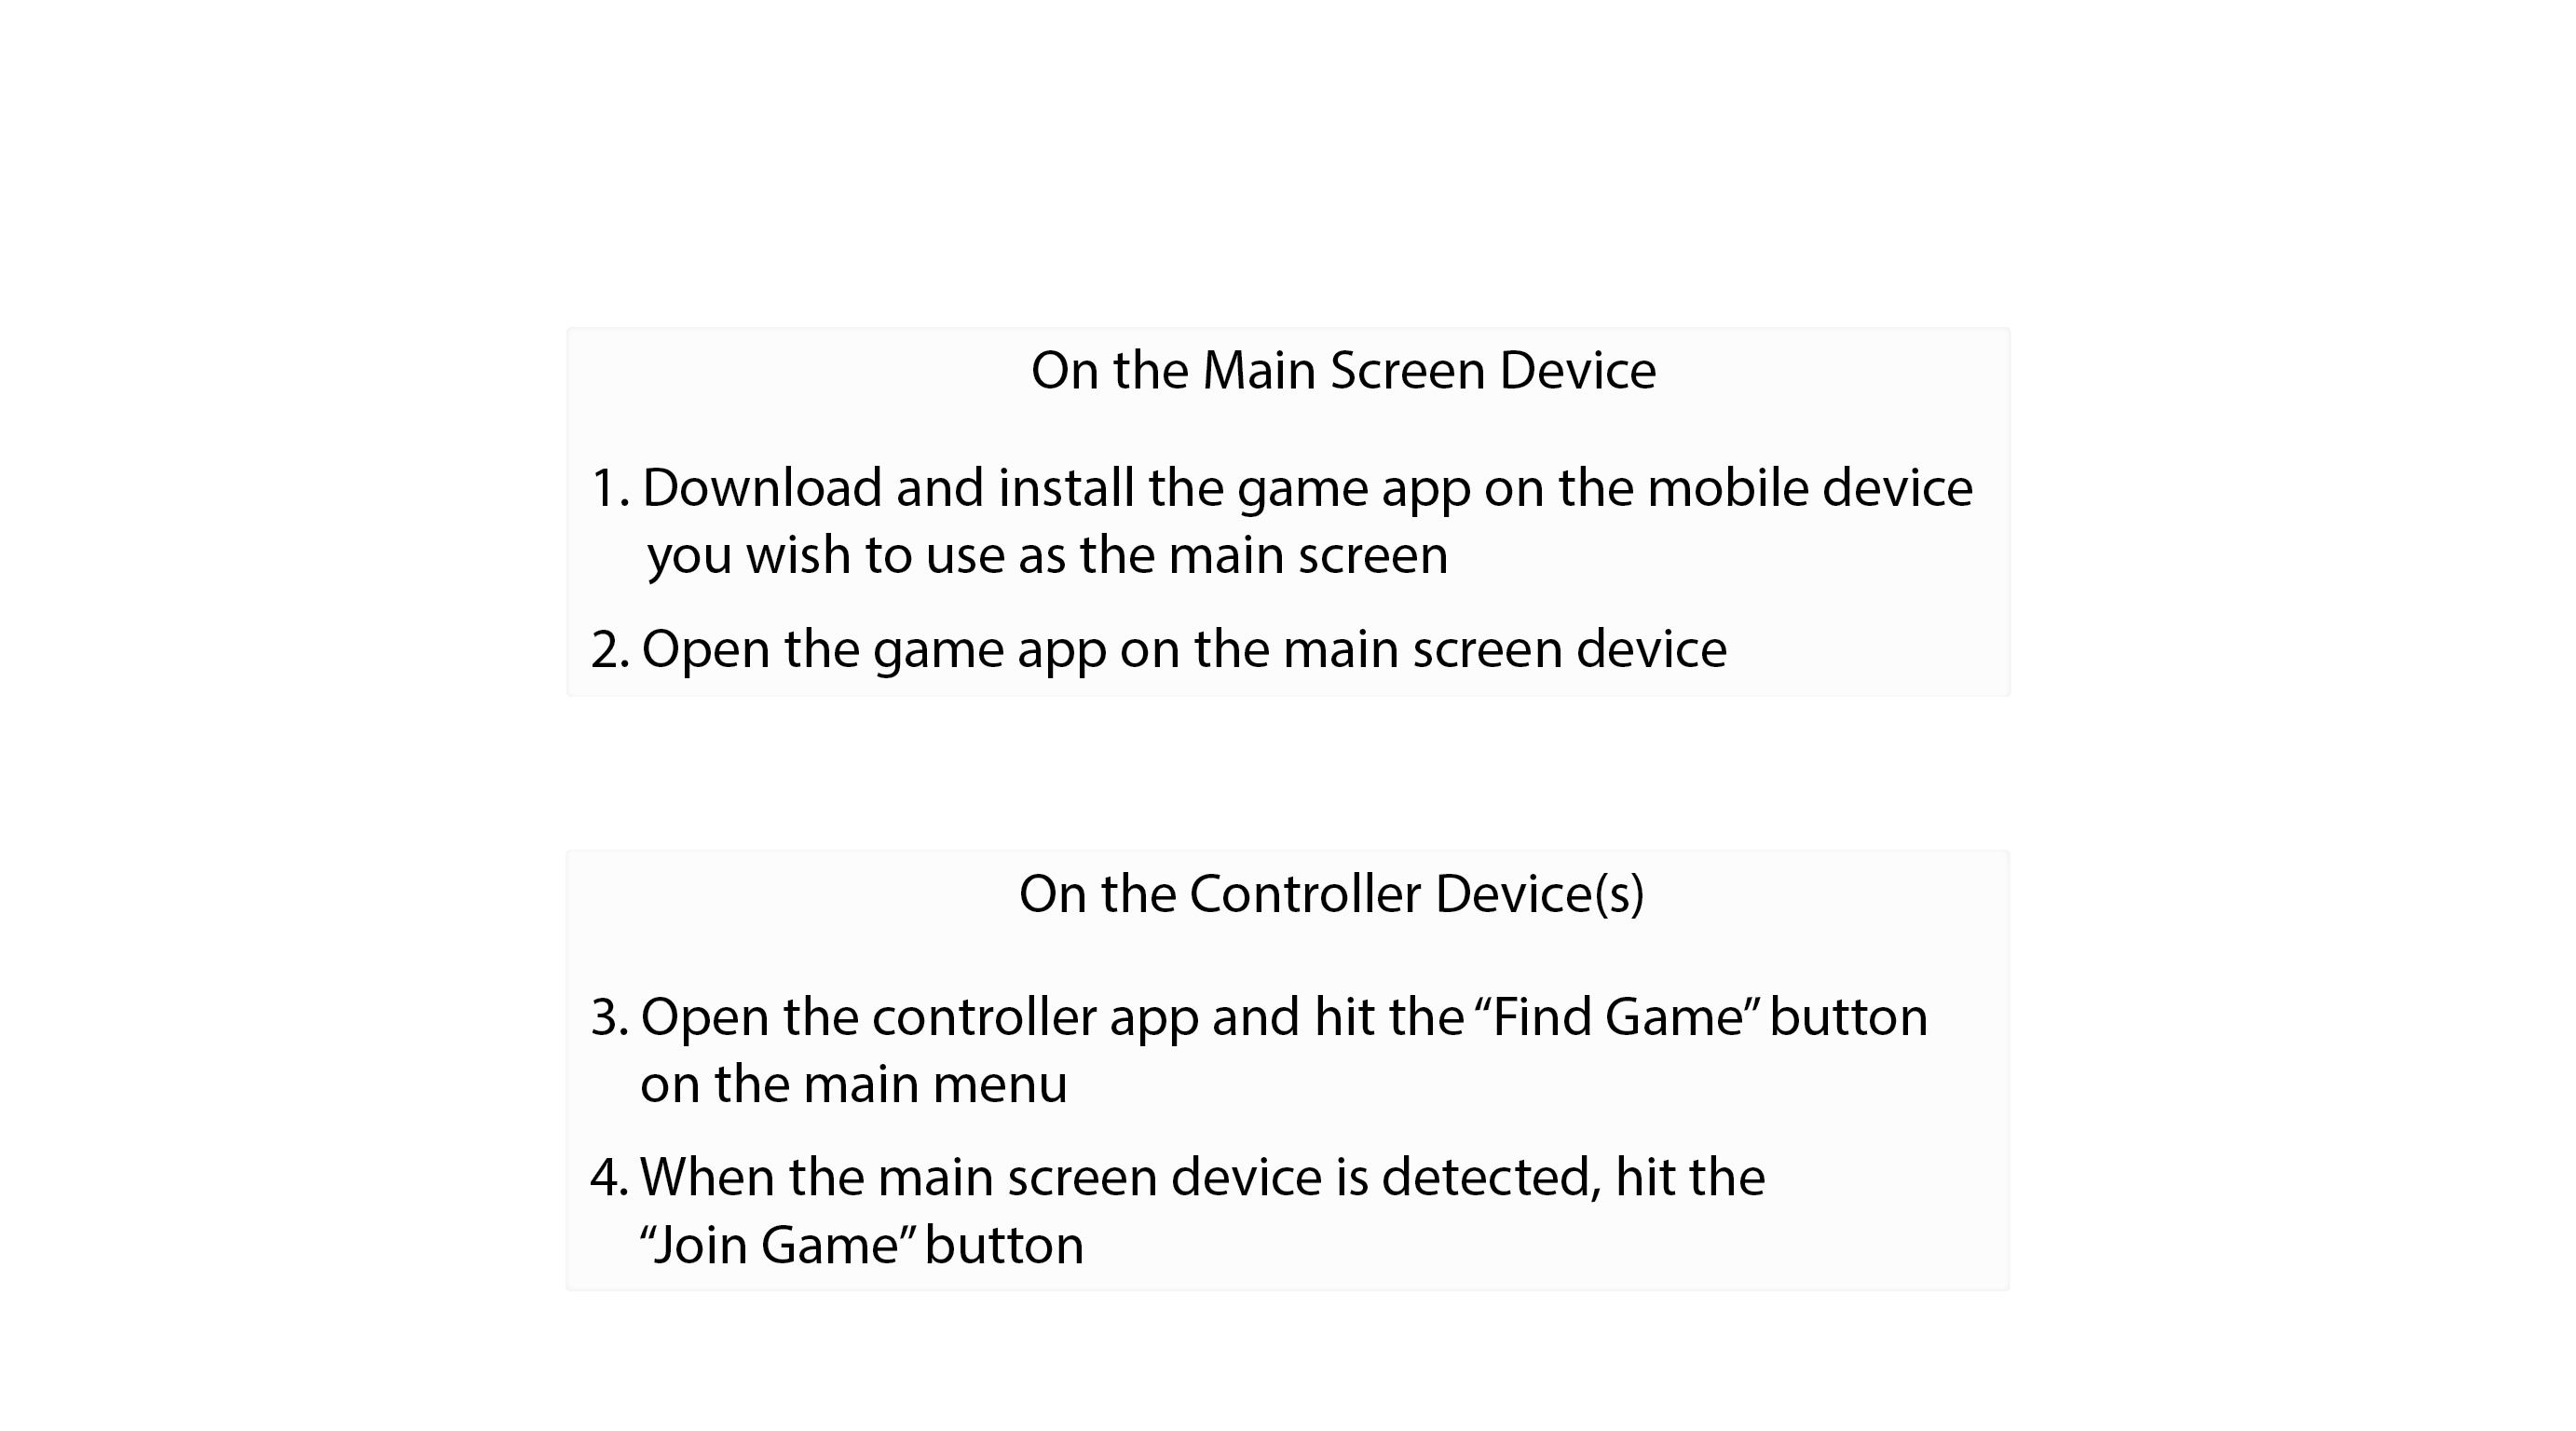 On the Main Screen Device
1. Download and install the game app on the mobile device
you wish to use as the main screen
2. Open the game app on the main screen device
On the Controller Device(s)
3. Open the controller app and hit the “Find Game” button
on the main menu
4. When the main screen device is detected, hit the
“Join Game” button